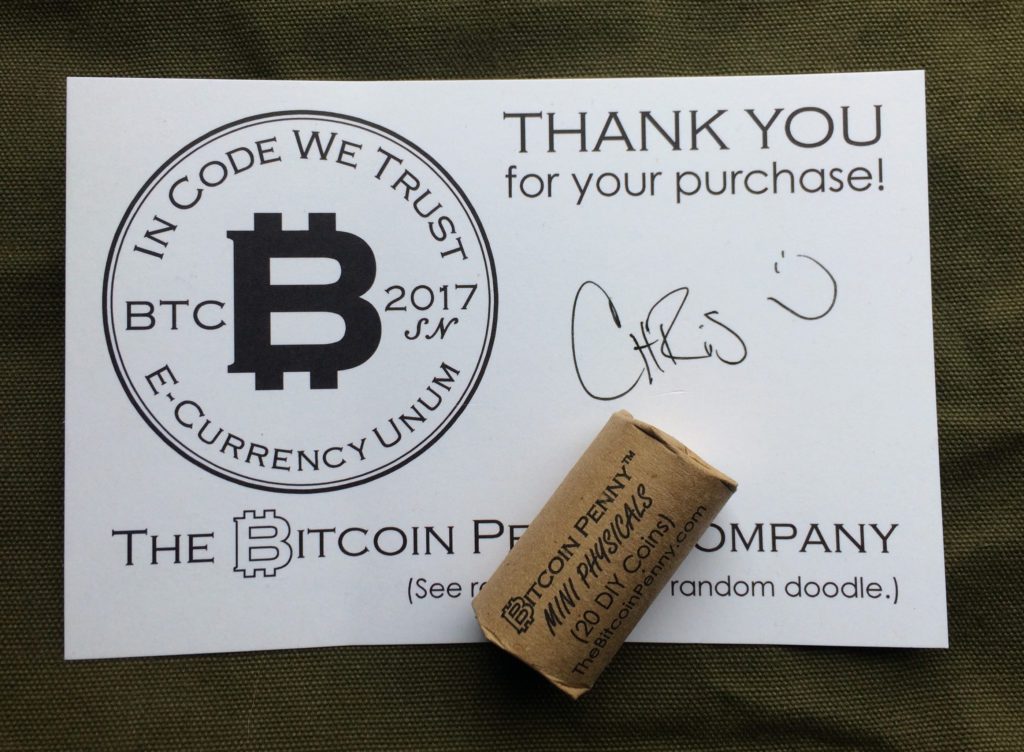 THANK YOU
for your purchase!
IN CODE WE TRUST
BTC B 2017
SN
E-CURRENCY UNUM
CHRiS
THE BITCOIN PE OMPANY
(See random doodle.)
BITCOIN PENNY™
MINI PHYSICALS
(20 DIY Coins)
TheBitcoinPenny.com